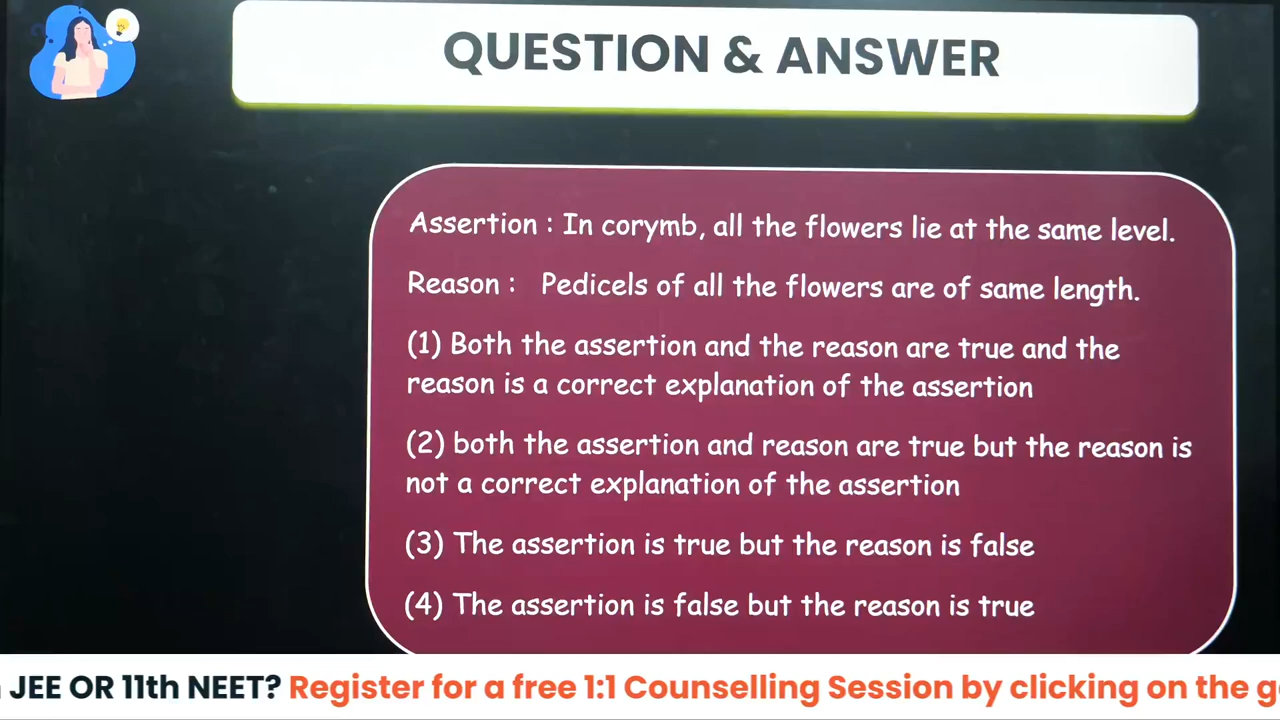 QUESTION & ANSWER
Assertion : In corymb, all the flowers lie at the same level.
Reason : Pedicels of all the flowers are of same length.
(1) Both the assertion and the reason are true and the
reason is a correct explanation of the assertion
(2) both the assertion and reason are true but the reason is
not a correct explanation of the assertion
(3) The assertion is true but the reason is false
(4) The assertion is false but the reason is true
JEE OR 11th NEET? Register for a free 1:1 Counselling Session by clicking on the